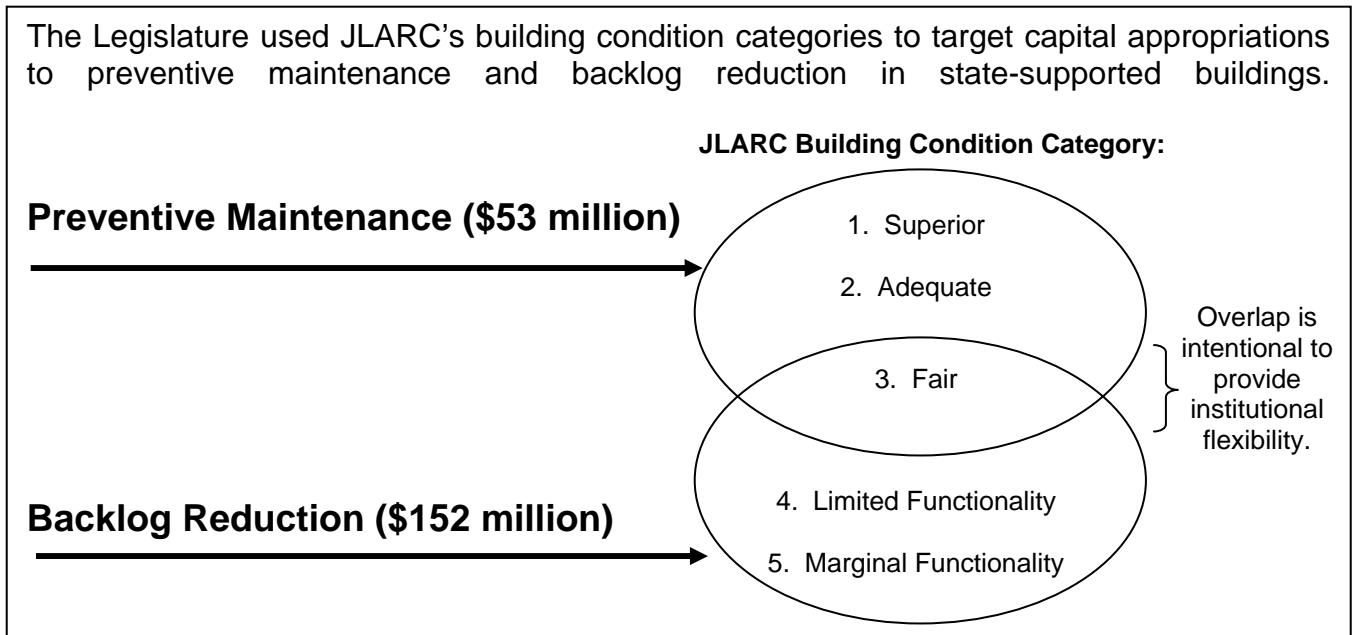 The Legislature used JLARC's building condition categories to target capital appropriations
to preventive maintenance and backlog reduction in state-supported buildings.
JLARC Building Condition Category:
Preventive Maintenance ($53 million)
1. Superior
2. Adequate
3. Fair
Overlap is
intentional to
provide
institutional
flexibility.
Backlog Reduction ($152 million)
4. Limited Functionality
5. Marginal Functionality